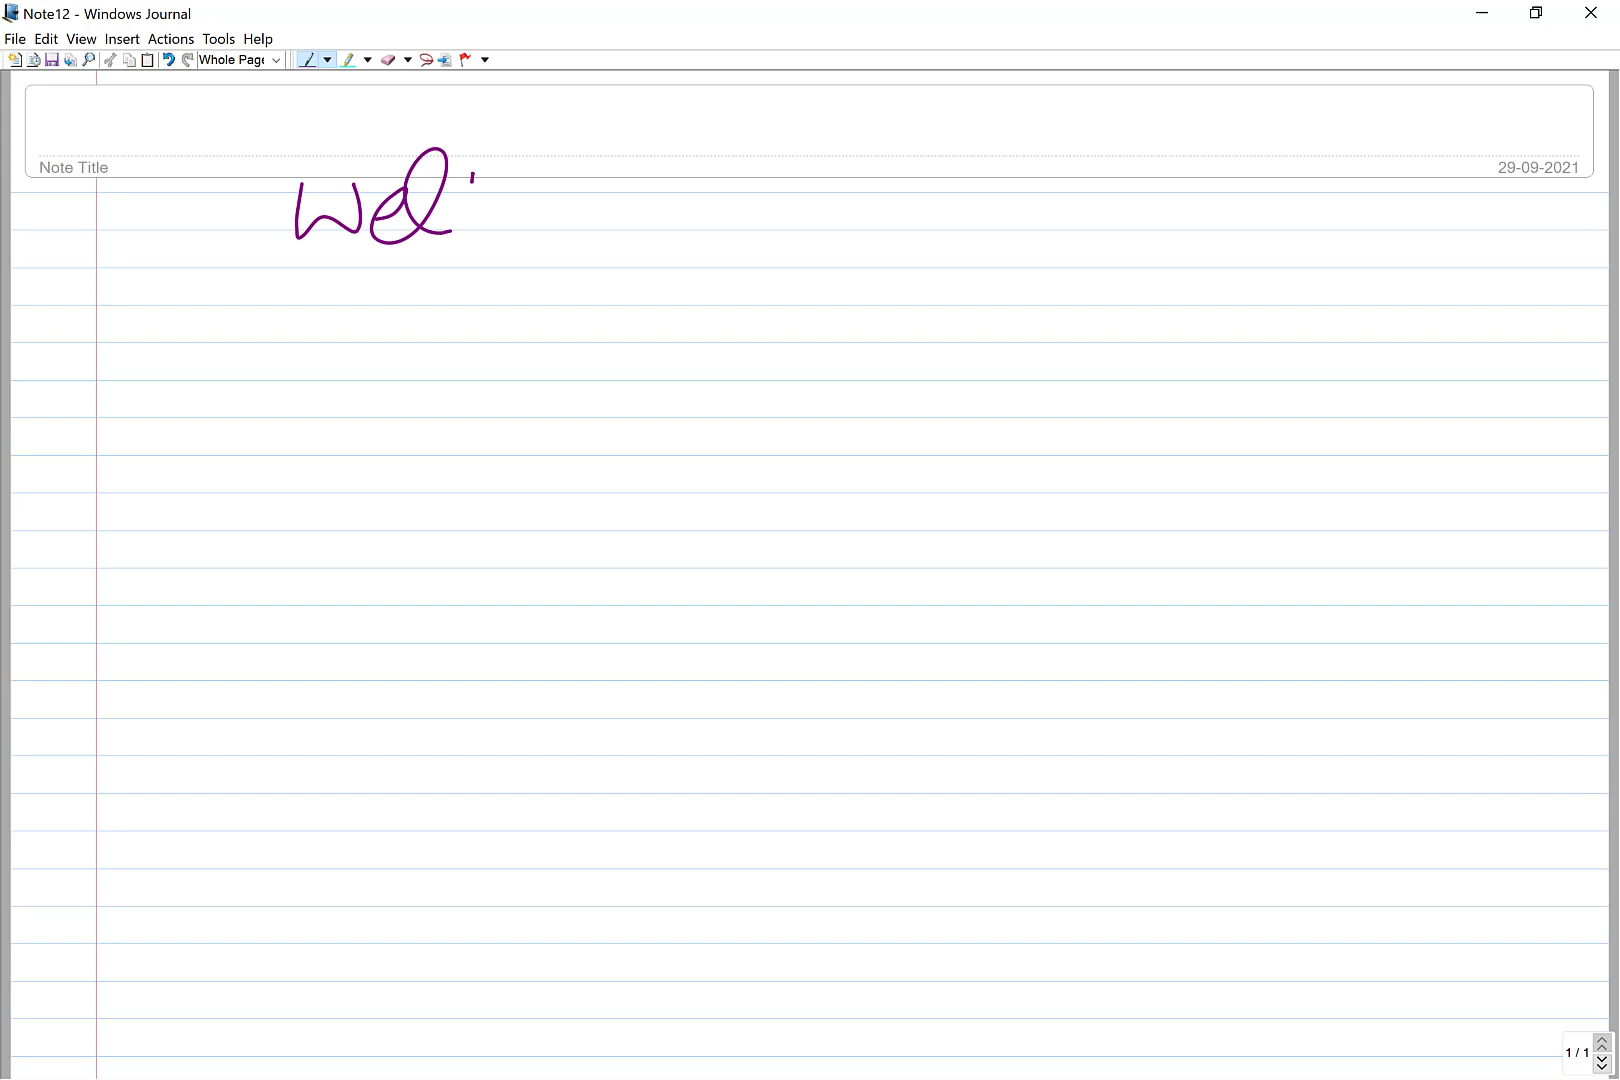 Note12 - Windows Journal
File Edit View Insert Actions Tools Help
Whole Page
Note Title
29-09-2021
Wel
1 / 1